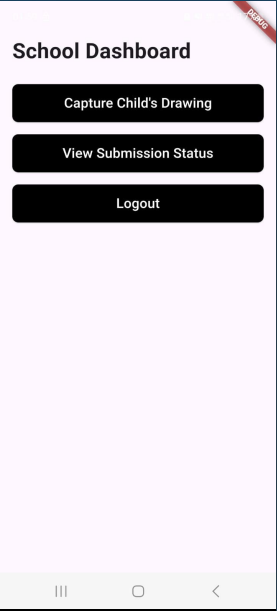 DEBUG
School Dashboard
Capture Child's Drawing
View Submission Status
Logout